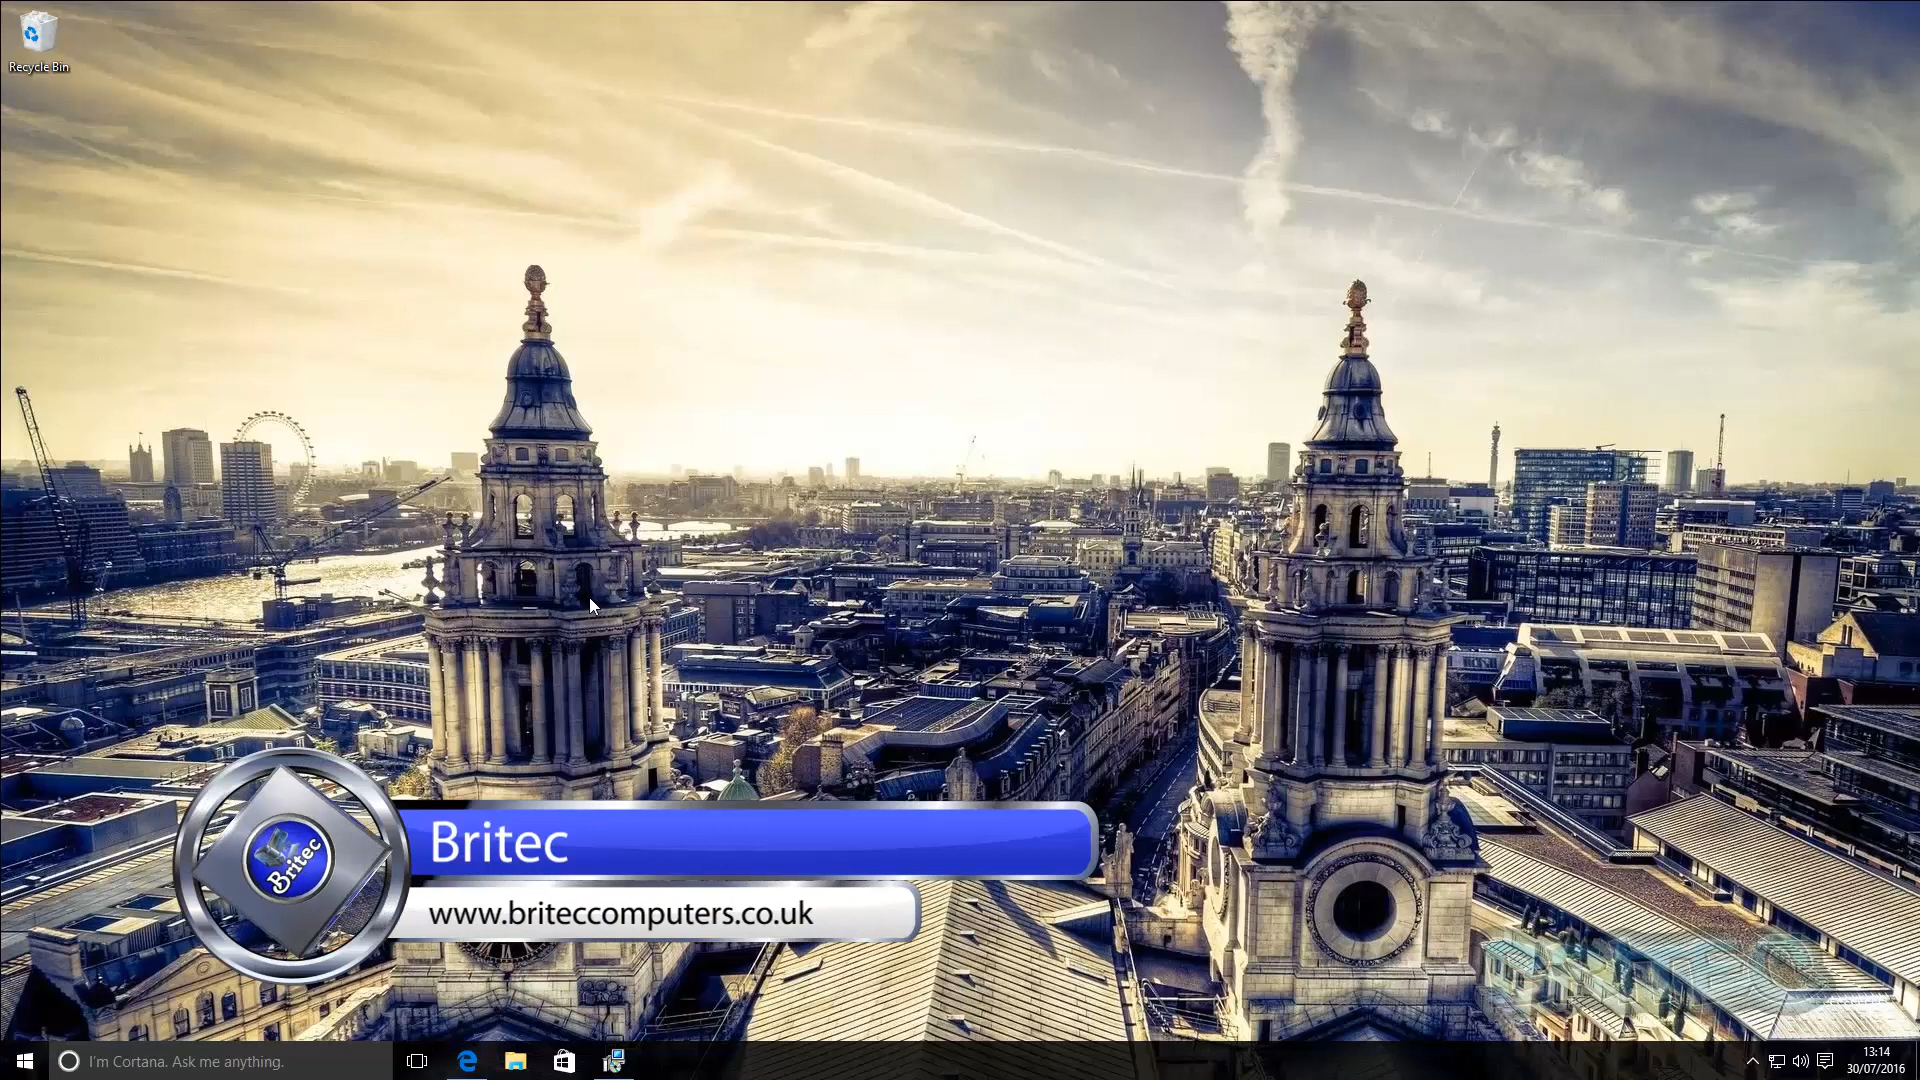 Recycle Bin
Britec
Britec
www.briteccomputers.co.uk
I'm Cortana. Ask me anything.
13:14
30/07/2016